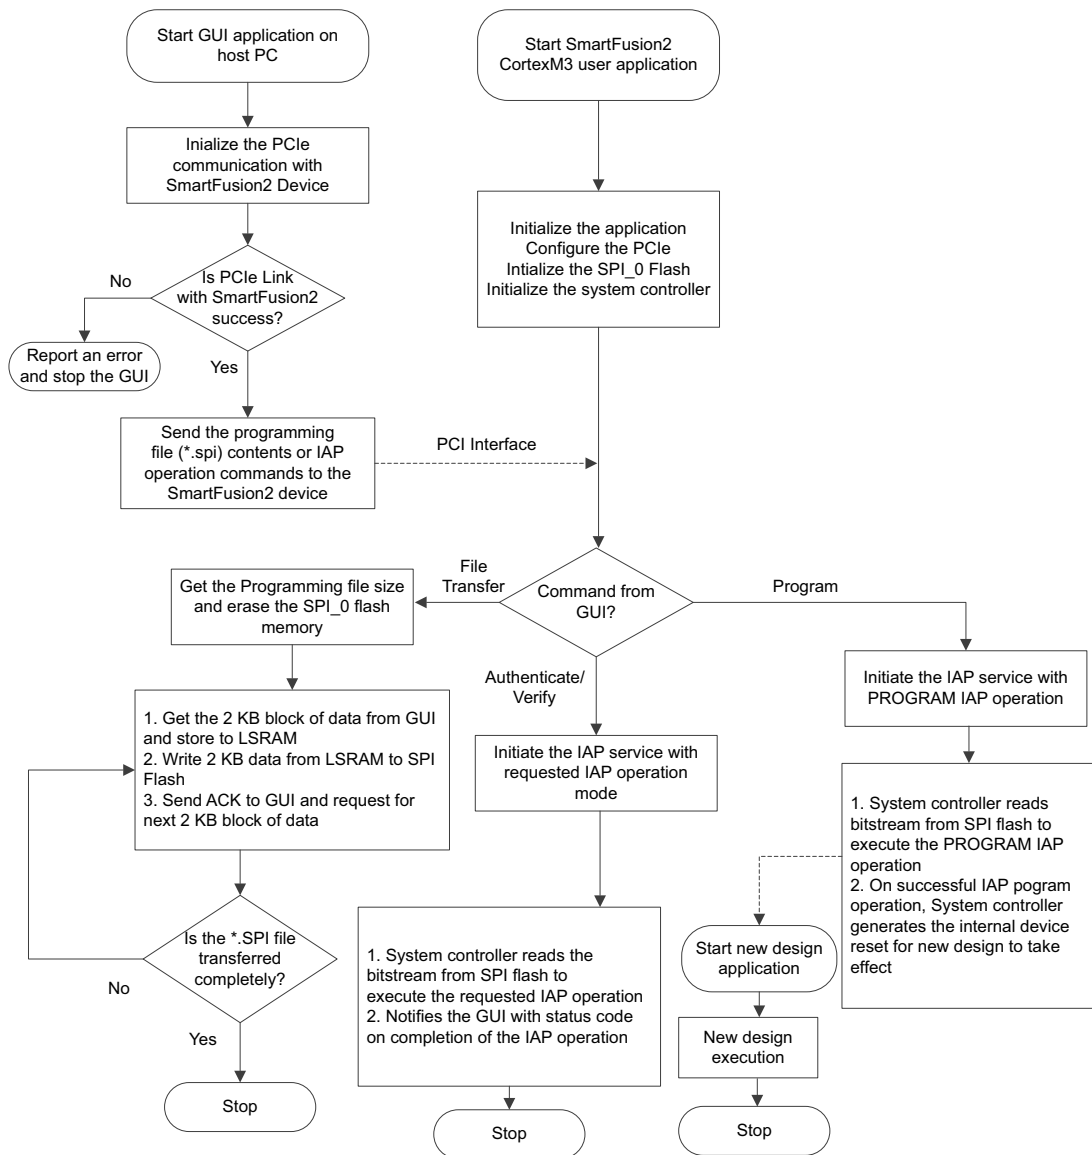 Start GUI application on
host PC
Start SmartFusion2
CortexM3 user application
Inialize the PCIe
communication with
SmartFusion2 Device
Initialize the application
Configure the PCIe
Intialize the SPI_0 Flash
Initialize the system controller
Is PCIe Link
with SmartFusion2
success?
No
Report an error
and stop the GUI
Yes
Send the programming
file (*.spi) contents or IAP
operation commands to the
SmartFusion2 device
PCI Interface
File
Transfer
Command from
GUI?
Program
Get the Programming file size
and erase the SPI_0 flash
memory
Authenticate/
Verify
Initiate the IAP service with
PROGRAM IAP operation
1. Get the 2 KB block of data from GUI
and store to LSRAM
2. Write 2 KB data from LSRAM to SPI
Flash
3. Send ACK to GUI and request for
next 2 KB block of data
Initiate the IAP service with
requested IAP operation
mode
1. System controller reads
bitstream from SPI flash to
execute the PROGRAM IAP
operation
2. On successful IAP pogram
operation, System controller
generates the internal device
reset for new design to take
effect
Is the *.SPI file
transferred
completely?
No
Yes
Stop
1. System controller reads the
bitstream from SPI flash to
execute the requested IAP operation
2. Notifies the GUI with status code
on completion of the IAP operation
Stop
Start new design
application
New design
execution
Stop